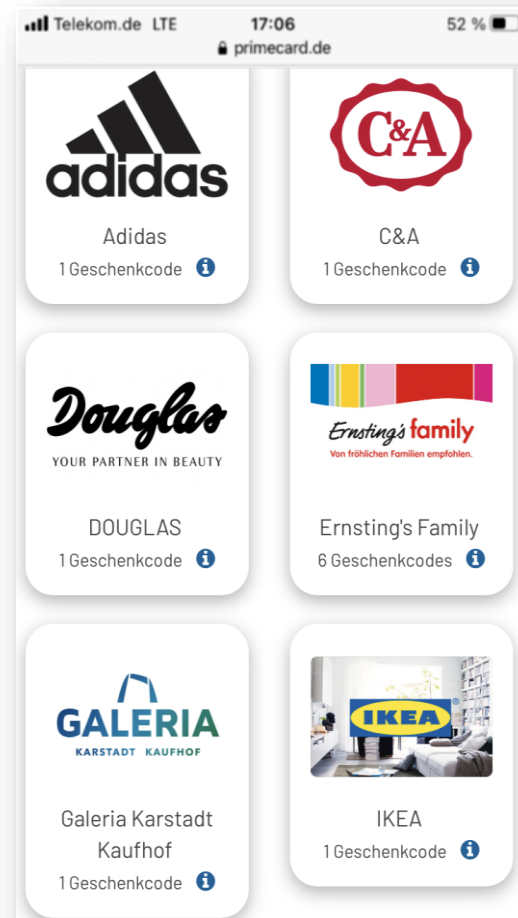 Telekom.de LTE 17:06 52 %
primecard.de
adidas
Adidas
1 Geschenkcode
C&A
C&A
1 Geschenkcode
Douglas
YOUR PARTNER IN BEAUTY
DOUGLAS
1 Geschenkcode
Ernsting's family
Von fröhlichen Familien empfohlen.
Ernsting's Family
6 Geschenkcodes
GALERIA
KARSTADT KAUFHOF
Galeria Karstadt
Kaufhof
1 Geschenkcode
IKEA®
IKEA
1 Geschenkcode